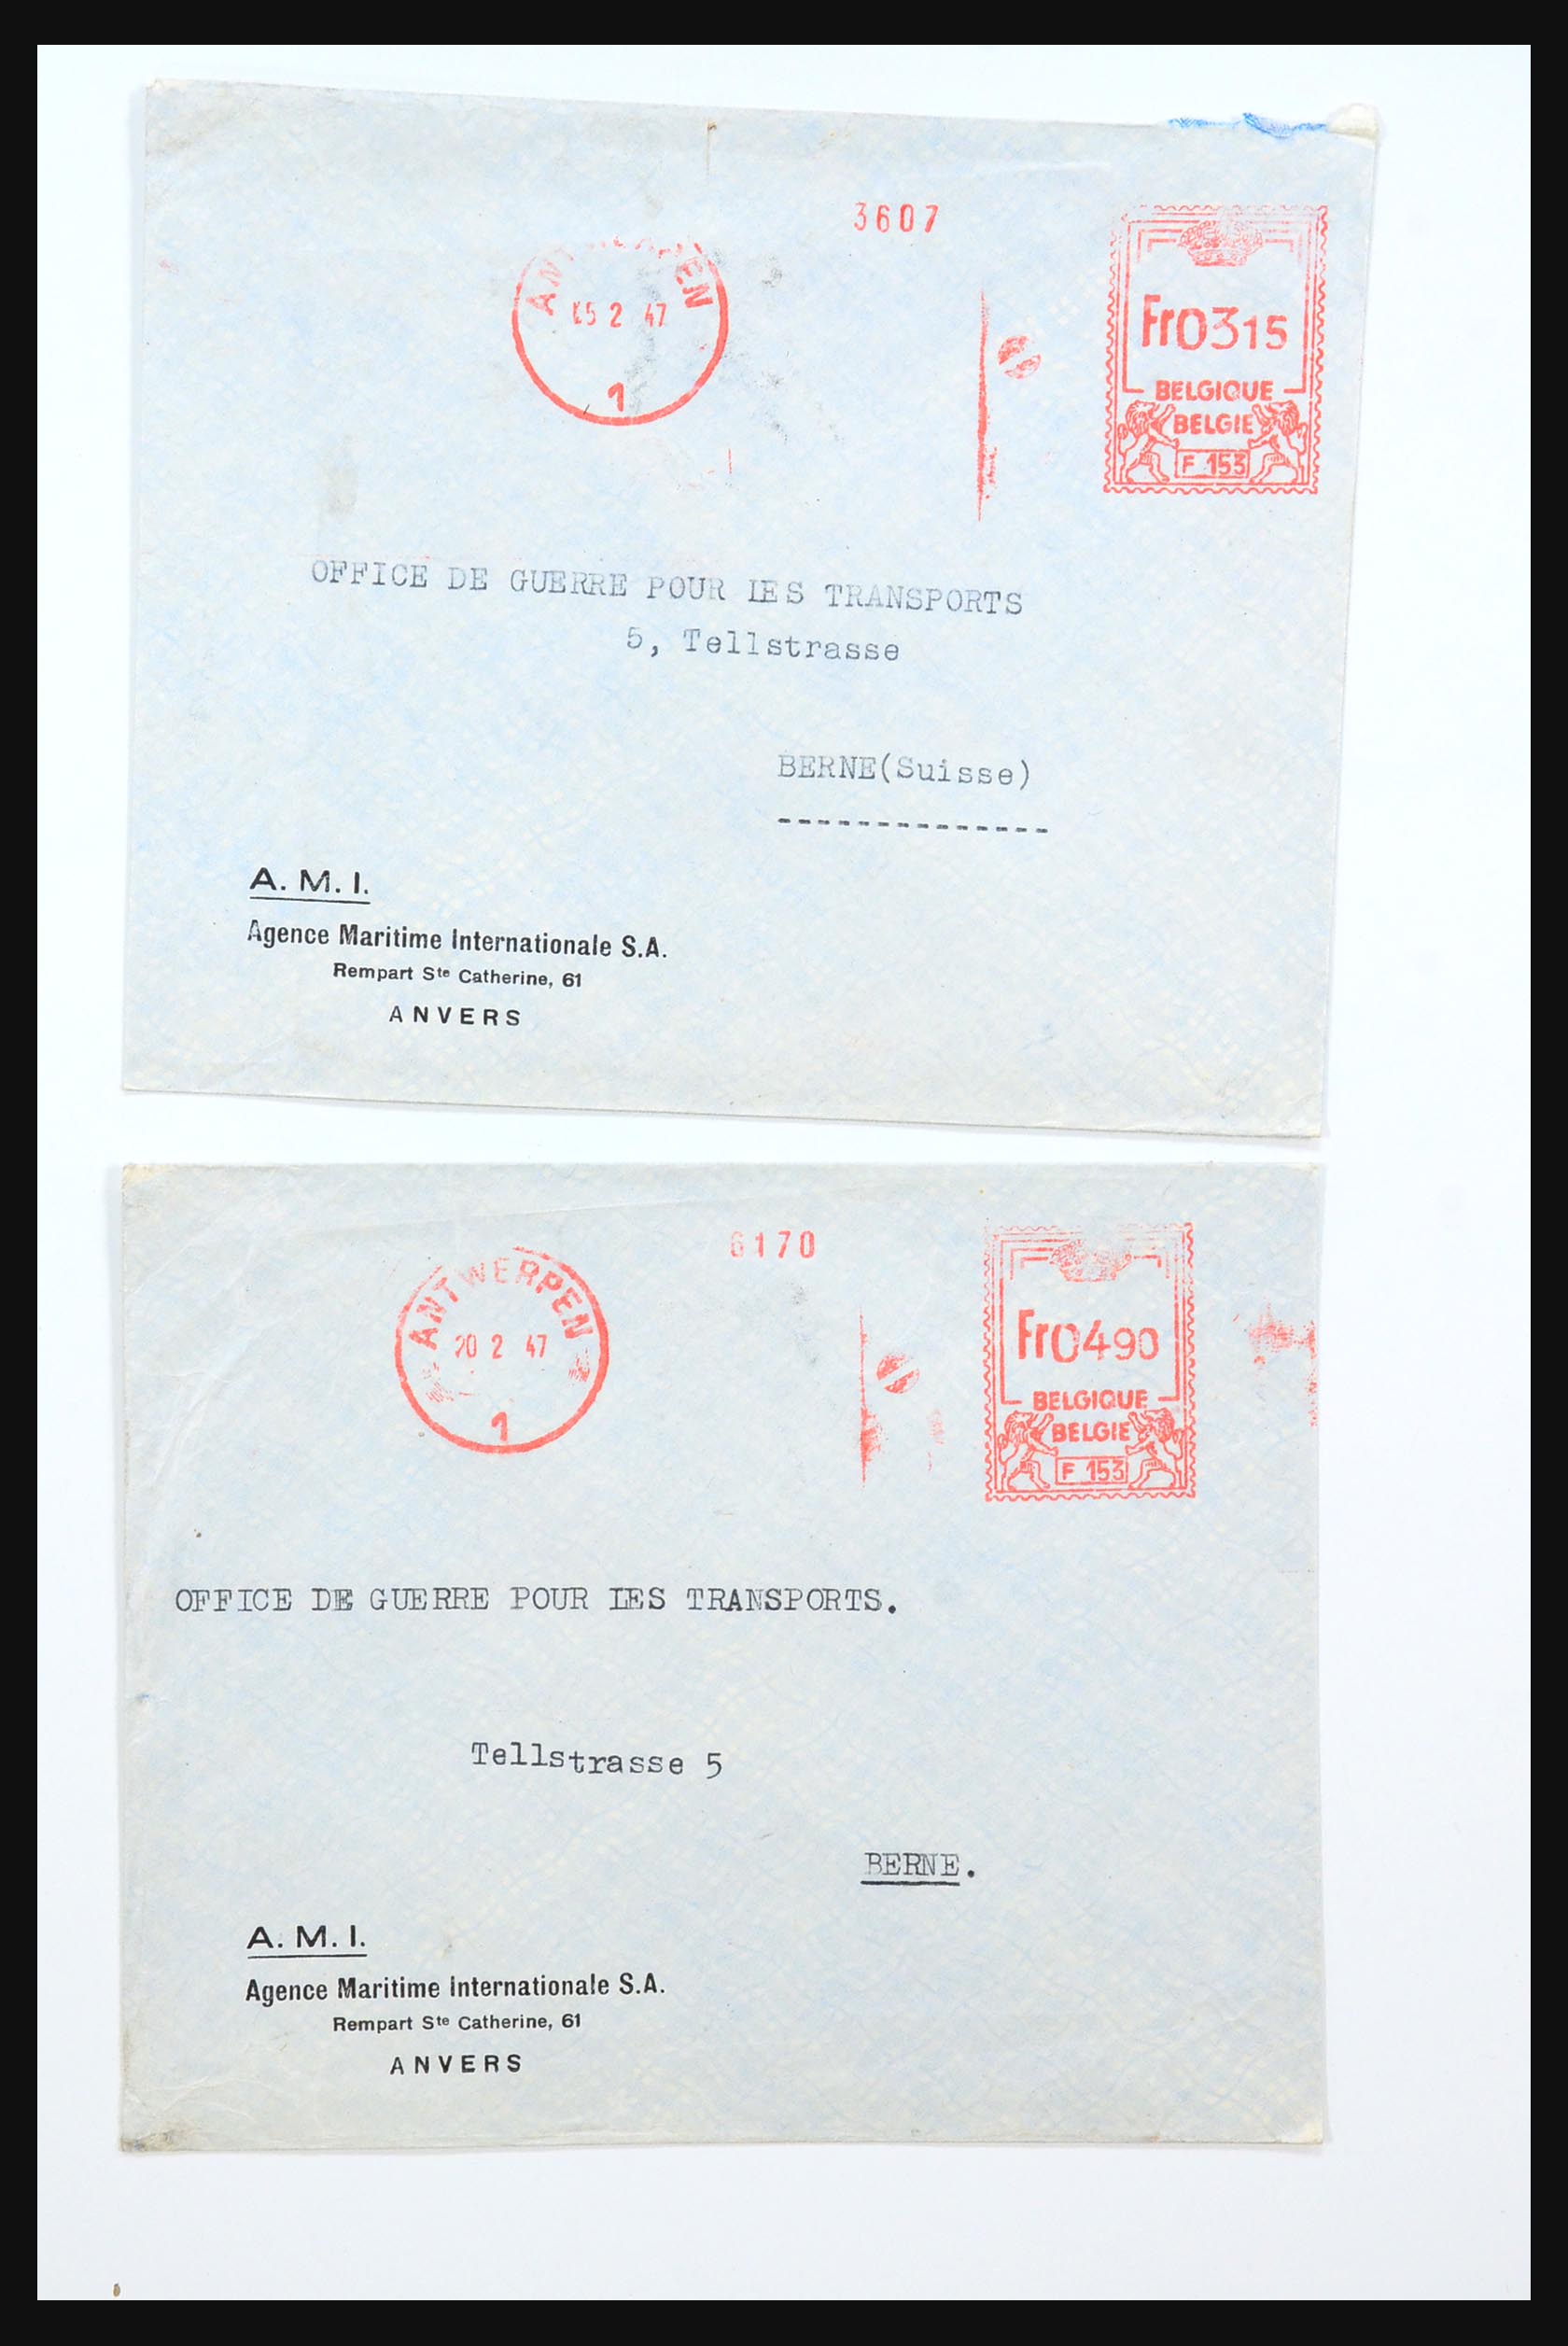 3607
ANTWERPEN
5 2 47
1
Fr0315
BELGIQUE
BELGIE
F 153
OFFICE DE GUERRE POUR LES TRANSPORTS
5, Tellstrasse
BERNE(Suisse)
--------------
A. M. I.
Agence Maritime Internationale S.A.
Rempart Ste Catherine, 61
ANVERS
6170
ANTWERPEN
20 2 47
1
Fr0490
BELGIQUE
BELGIE
F 153
OFFICE DE GUERRE POUR LES TRANSPORTS.
Tellstrasse 5
BERNE.
A. M. I.
Agence Maritime Internationale S.A.
Rempart Ste Catherine, 61
ANVERS